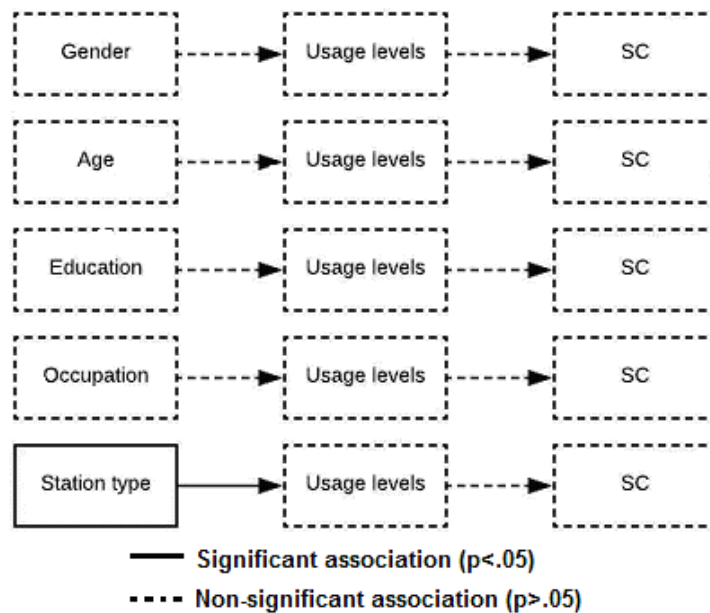 Gender Usage levels SC
Age Usage levels SC
Education Usage levels SC
Occupation Usage levels SC
Station type Usage levels SC
Significant association (p<.05)
Non-significant association (p>.05)